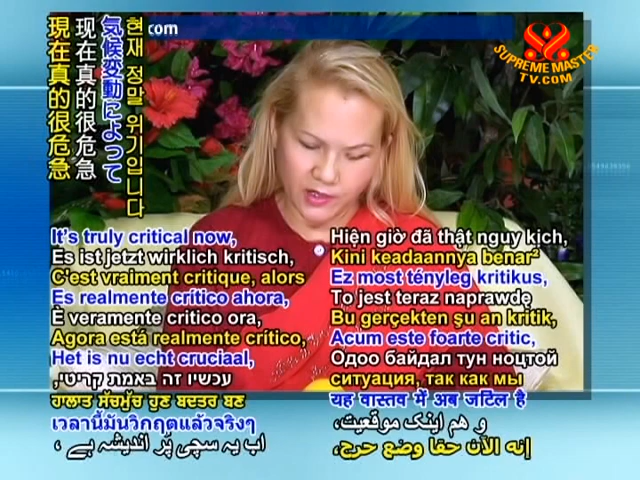 com
SUPREME MASTER
TV.COM
現在真的很危急
现在真的很危急
気候変動によって
현재 정말 위기입니다
It's truly critical now,
Es ist jetzt wirklich kritisch,
C'est vraiment critique, alors
Es realmente crítico ahora,
È veramente critico ora,
Agora está realmente crítico,
Het is nu echt cruciaal,
עכשיו זה באמת קריטי,
ਹਾਲਾਤ ਸੱਚਮੁੱਚ ਹੁਣ ਬਦਤਰ ਬਣ
เวลานี้มันวิกฤตแล้วจริงๆ
اب یہ سچی پُر اندیشہ ہے ،
Hiện giờ đã thật nguy kịch,
Kini keadaannya benar²
Ez most tényleg kritikus,
To jest teraz naprawdę
Bu gerçekten şu an kritik,
Acum este foarte critic,
Одоо байдал тун ноцтой
ситуация, так как мы
यह वास्तव में अब जटिल है
و هم اینک موقعیت،
إنه الآن حقا وضع حرج،